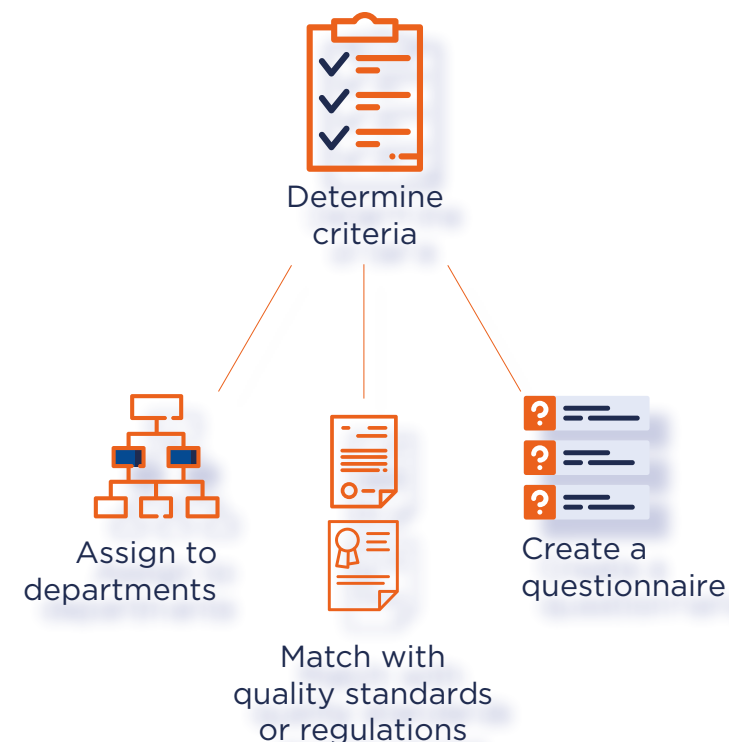 Determine
criteria
Assign to
departments
Match with
quality standards
or regulations
Create a
questionnaire